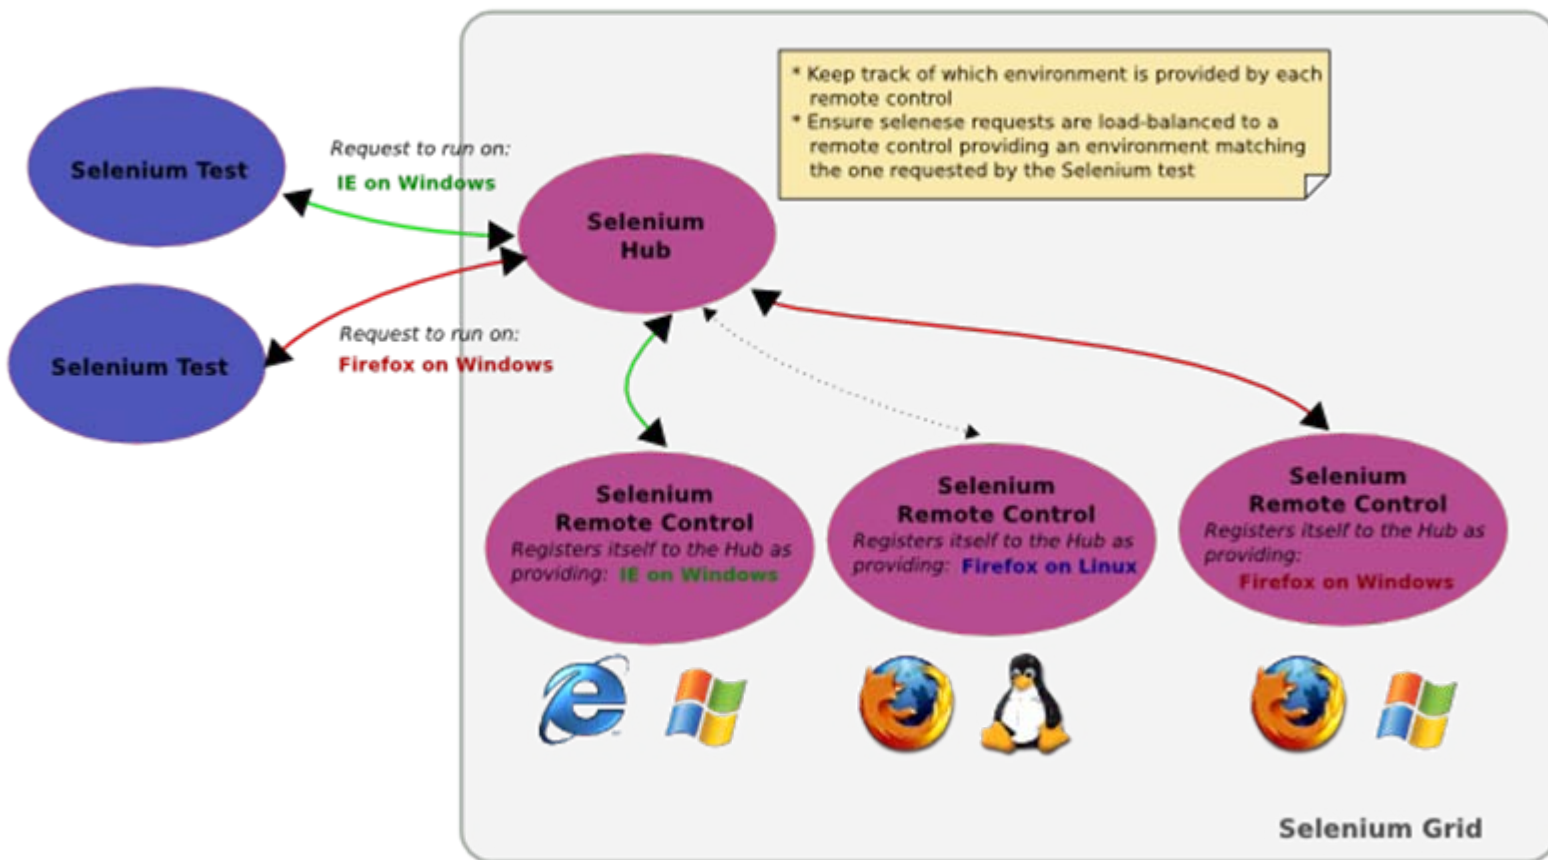 * Keep track of which environment is provided by each
remote control
* Ensure selenese requests are load-balanced to a
remote control providing an environment matching
the one requested by the Selenium test
Selenium Test
Request to run on:
IE on Windows
Selenium
Hub
Selenium Test
Request to run on:
Firefox on Windows
Selenium
Remote Control
Registers itself to the Hub as
providing: IE on Windows
Selenium
Remote Control
Registers itself to the Hub as
providing: Firefox on Linux
Selenium
Remote Control
Registers itself to the Hub as
providing:
Firefox on Windows
Selenium Grid